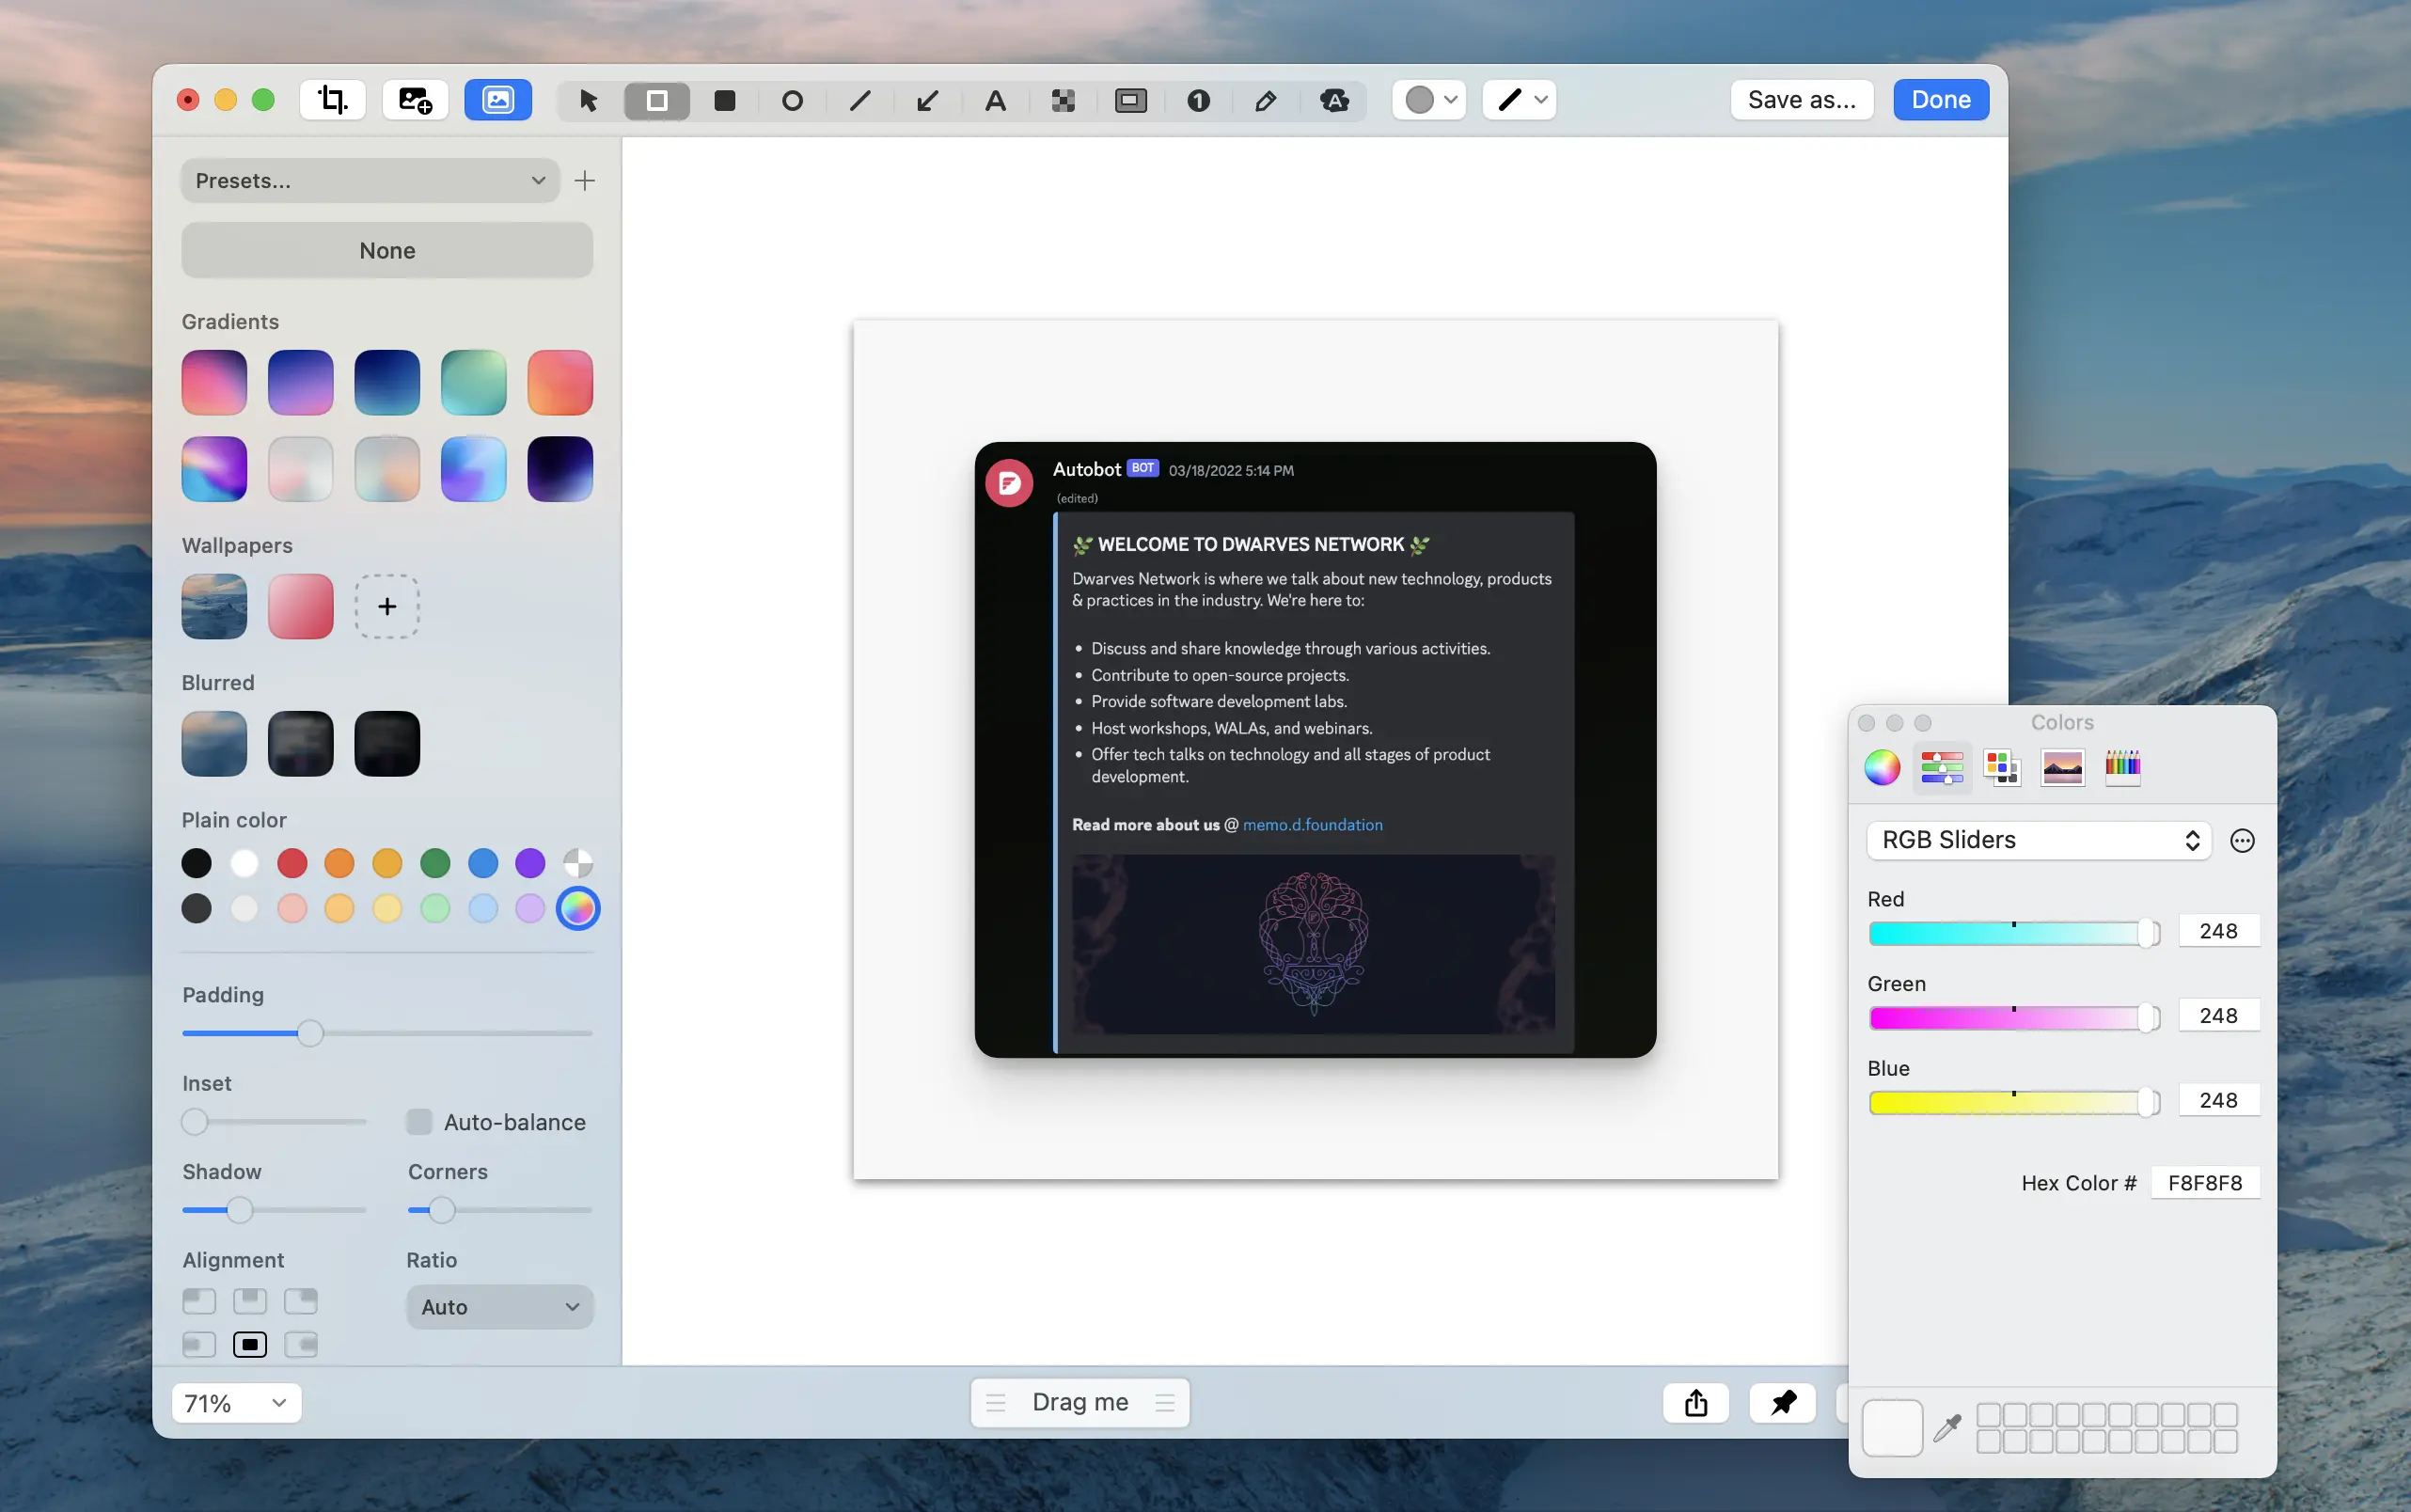 Save as...
Done
Presets...
None
Gradients
Wallpapers
Blurred
Plain color
Padding
Inset
Auto-balance
Shadow
Corners
Alignment
Ratio
Auto
71%
Drag me
Autobot BOT 03/18/2022 5:14 PM
(edited)
WELCOME TO DWARVES NETWORK
Dwarves Network is where we talk about new technology, products
& practices in the industry. We're here to:
• Discuss and share knowledge through various activities.
• Contribute to open-source projects.
• Provide software development labs.
• Host workshops, WALAs, and webinars.
• Offer tech talks on technology and all stages of product
development.
Read more about us @ memo.d.foundation
Colors
RGB Sliders
Red
248
Green
248
Blue
248
Hex Color # F8F8F8